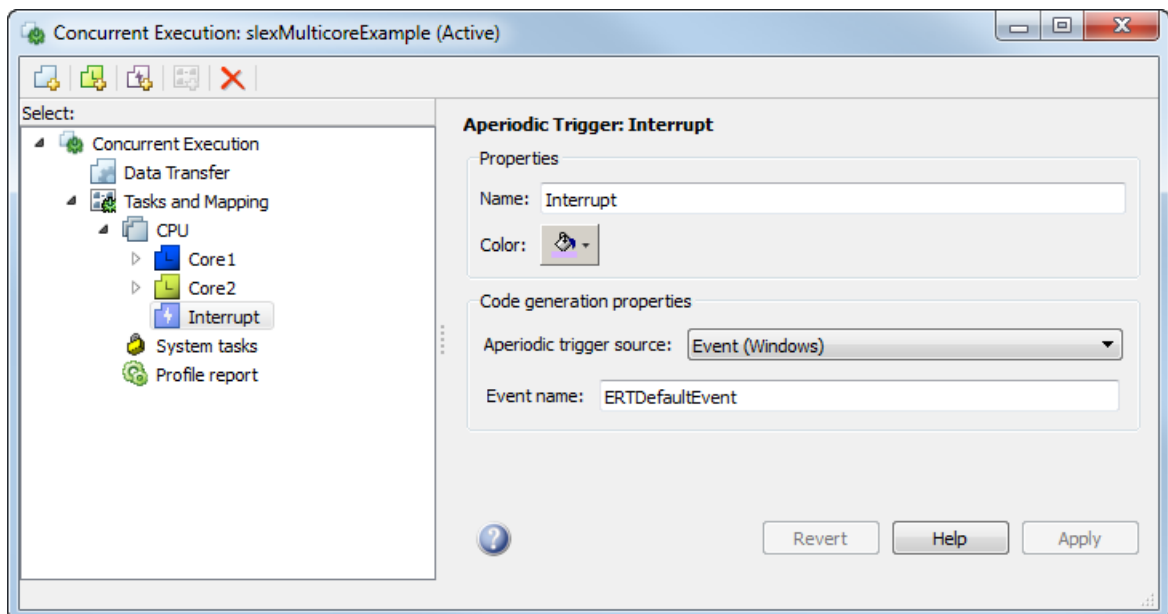 Concurrent Execution: slexMulticoreExample (Active)
Select:
Concurrent Execution
Data Transfer
Tasks and Mapping
CPU
Core1
Core2
Interrupt
System tasks
Profile report
Aperiodic Trigger: Interrupt
Properties
Name: Interrupt
Color:
Code generation properties
Aperiodic trigger source: Event (Windows)
Event name: ERTDefaultEvent
Revert Help Apply